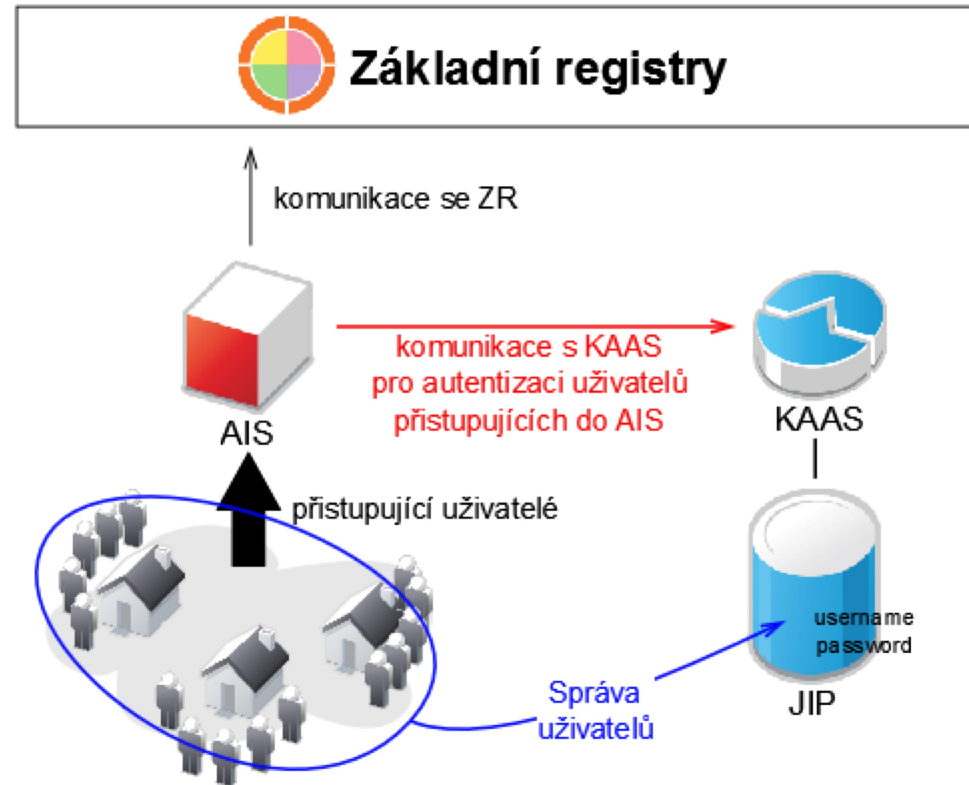 Základní registry
komunikace se ZR
komunikace s KAAS
pro autentizaci uživatelů
přistupujících do AIS
AIS
KAAS
přistupující uživatelé
username
password
JIP
Správa
uživatelů